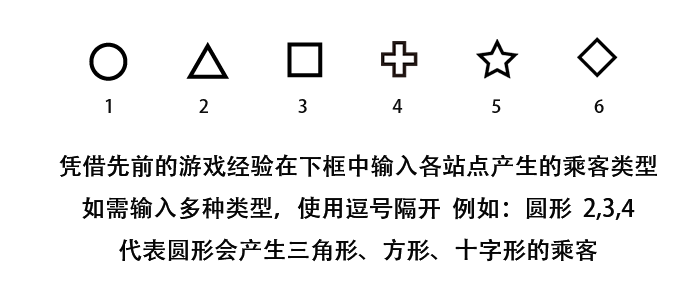 1 2 3 4 5 6
凭借先前的游戏经验在下框中输入各站点产生的乘客类型
如需输入多种类型，使用逗号隔开 例如：圆形 2,3,4
代表圆形会产生三角形、方形、十字形的乘客